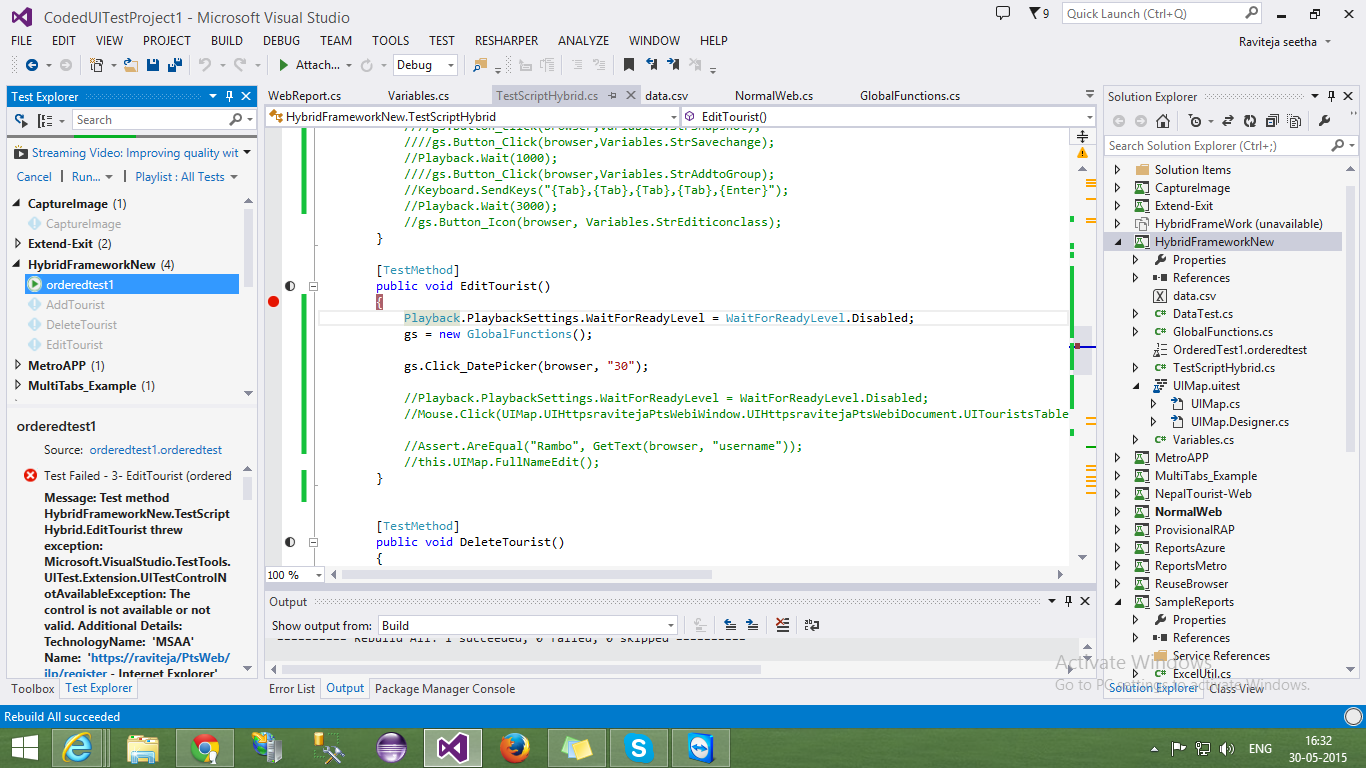 CodedUITestProject1 - Microsoft Visual Studio
9
Quick Launch (Ctrl+Q)
FILE EDIT VIEW PROJECT BUILD DEBUG TEAM TOOLS TEST RESHARPER ANALYZE WINDOW HELP
Raviteja seetha
Attach...
Debug
Test Explorer
Search
Streaming Video: Improving quality wit
Cancel Run... Playlist : All Tests
CaptureImage (1)
CaptureImage
Extend-Exit (2)
HybridFrameworkNew (4)
orderedtest1
AddTourist
DeleteTourist
EditTourist
MetroAPP (1)
MultiTabs_Example (1)
orderedtest1
Source: orderedtest1.orderedtest
Test Failed - 3- EditTourist (ordered
Message: Test method
HybridFrameworkNew.TestScript
Hybrid.EditTourist threw
exception:
Microsoft.VisualStudio.TestTools.
UITest.Extension.UITestControlN
otAvailableException: The
control is not available or not
valid. Additional Details:
TechnologyName: 'MSAA'
Name: 'https://raviteja/PtsWeb/
ilp/register - Internet Explorer'
Toolbox Test Explorer
WebReport.cs Variables.cs TestScriptHybrid.cs data.csv NormalWeb.cs GlobalFunctions.cs
HybridFrameworkNew.TestScriptHybrid
EditTourist()
////gs.Button_Click(browser,Variables.StrSnapshot);
////gs.Button_Click(browser,Variables.StrSavechange);
//Playback.Wait(1000);
////gs.Button_Click(browser,Variables.StrAddtoGroup);
//Keyboard.SendKeys("{Tab},{Tab},{Tab},{Tab},{Enter}");
//Playback.Wait(3000);
//gs.Button_Icon(browser, Variables.StrEditiconclass);
}
[TestMethod]
public void EditTourist()
{
Playback.PlaybackSettings.WaitForReadyLevel = WaitForReadyLevel.Disabled;
gs = new GlobalFunctions();
gs.Click_DatePicker(browser, "30");
//Playback.PlaybackSettings.WaitForReadyLevel = WaitForReadyLevel.Disabled;
//Mouse.Click(UIMap.UIHttpsravitejaPtsWebiWindow.UIHttpsravitejaPtsWebiDocument.UITouristsTable
//Assert.AreEqual("Rambo", GetText(browser, "username"));
//this.UIMap.FullNameEdit();
}
[TestMethod]
public void DeleteTourist()
{
100 %
Output
Show output from: Build
========== Rebuild All: 1 succeeded, 0 failed, 0 skipped ==========
Error List Output Package Manager Console
Solution Explorer
Search Solution Explorer (Ctrl+;)
Solution Items
CaptureImage
Extend-Exit
HybridFrameWork (unavailable)
HybridFrameworkNew
Properties
References
data.csv
DataTest.cs
GlobalFunctions.cs
OrderedTest1.orderedtest
TestScriptHybrid.cs
UIMap.uitest
UIMap.cs
UIMap.Designer.cs
Variables.cs
MetroAPP
MultiTabs_Example
NepalTourist-Web
NormalWeb
ProvisionalRAP
ReportsAzure
ReportsMetro
ReuseBrowser
SampleReports
Properties
References
Service References
ExcelUtil.cs
Solution Explorer Class View
Activate Windows
Go to PC settings to activate Windows.
Rebuild All succeeded
ENG
16:32
30-05-2015